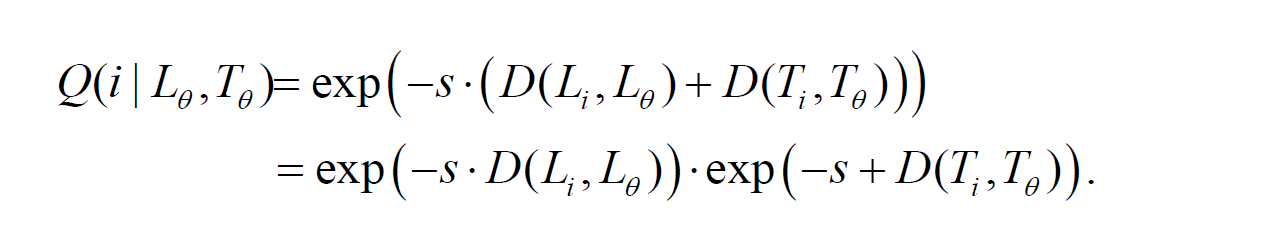 Q(i | L_θ, T_θ) = exp(−s · (D(L_i, L_θ) + D(T_i, T_θ)))
= exp(−s · D(L_i, L_θ)) · exp(−s + D(T_i, T_θ)).